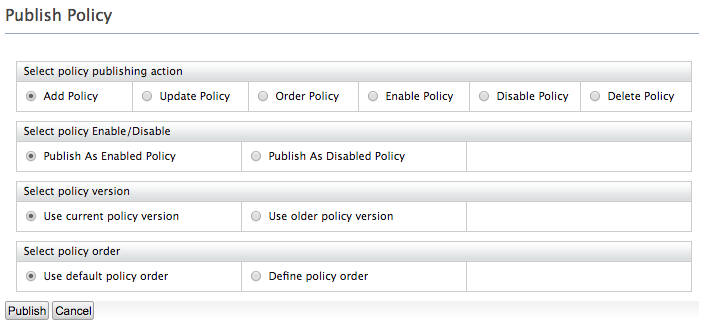 Publish Policy
Select policy publishing action
Add Policy Update Policy Order Policy Enable Policy Disable Policy Delete Policy
Select policy Enable/Disable
Publish As Enabled Policy Publish As Disabled Policy
Select policy version
Use current policy version Use older policy version
Select policy order
Use default policy order Define policy order
Publish Cancel